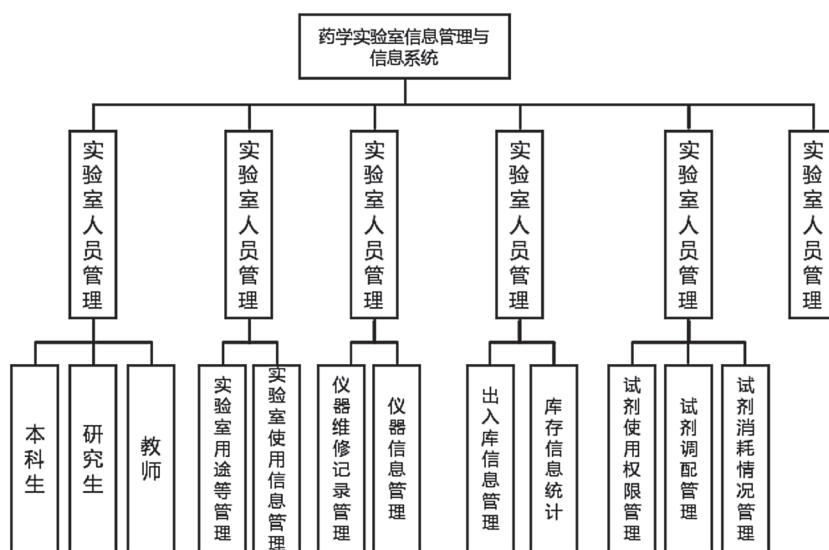 药学实验室信息管理与
信息系统
实验室人员管理
实验室人员管理
实验室人员管理
实验室人员管理
实验室人员管理
实验室人员管理
本科生
研究生
教师
实验室用途等管理
实验室使用信息管理
仪器维修记录管理
仪器信息管理
出入库信息管理
库存信息统计
试剂使用权限管理
试剂调配管理
试剂消耗情况管理